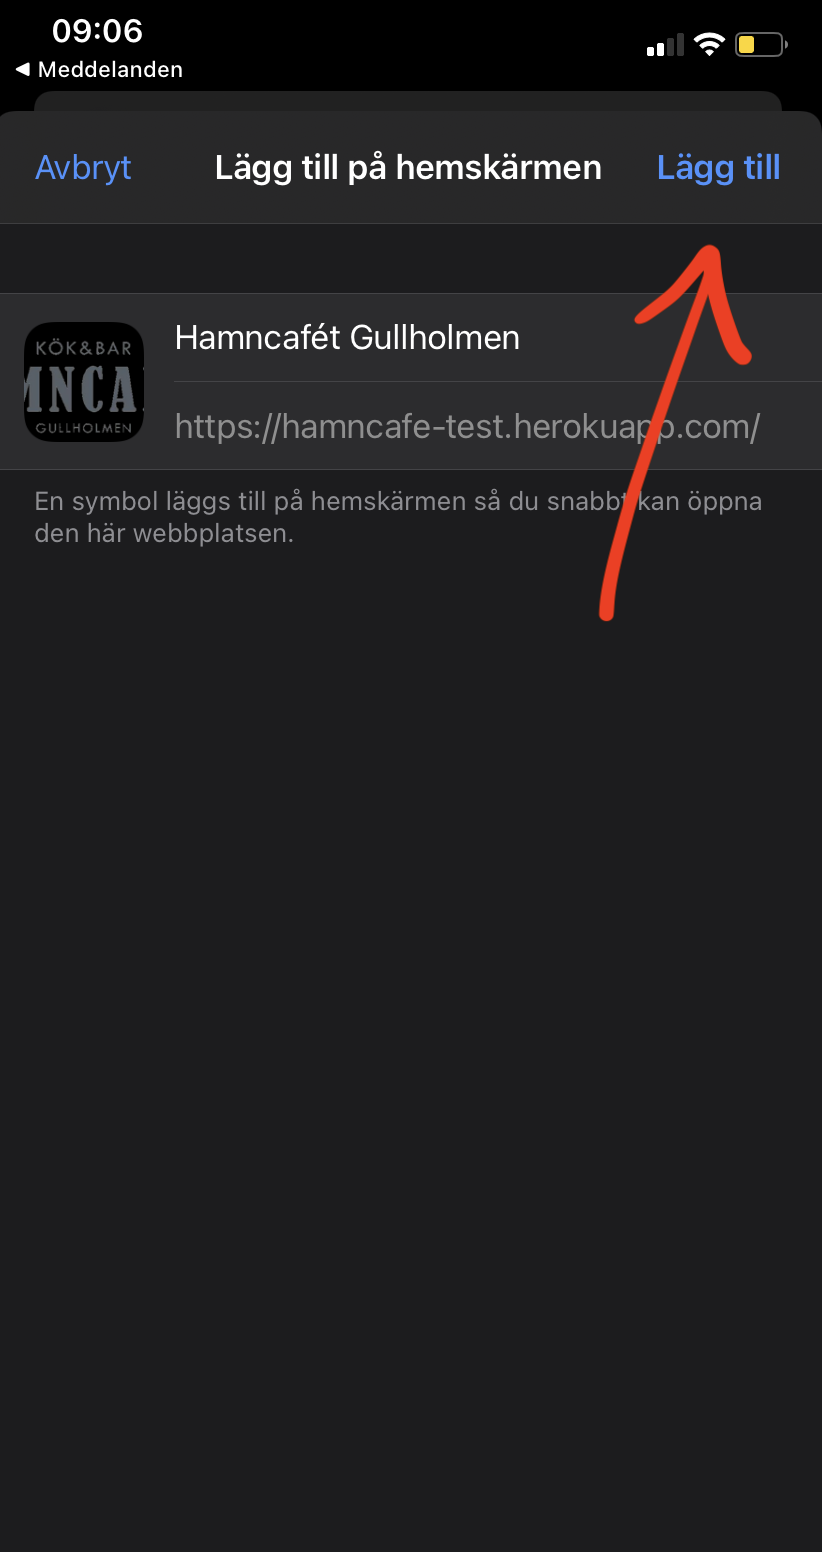 09:06
◀ Meddelanden
Avbryt
Lägg till på hemskärmen
Lägg till
KÖK&BAR
MNCA
GULLHOLMEN
Hamncafét Gullholmen
https://hamncafe-test.herokuapp.com/
En symbol läggs till på hemskärmen så du snabbt kan öppna
den här webbplatsen.